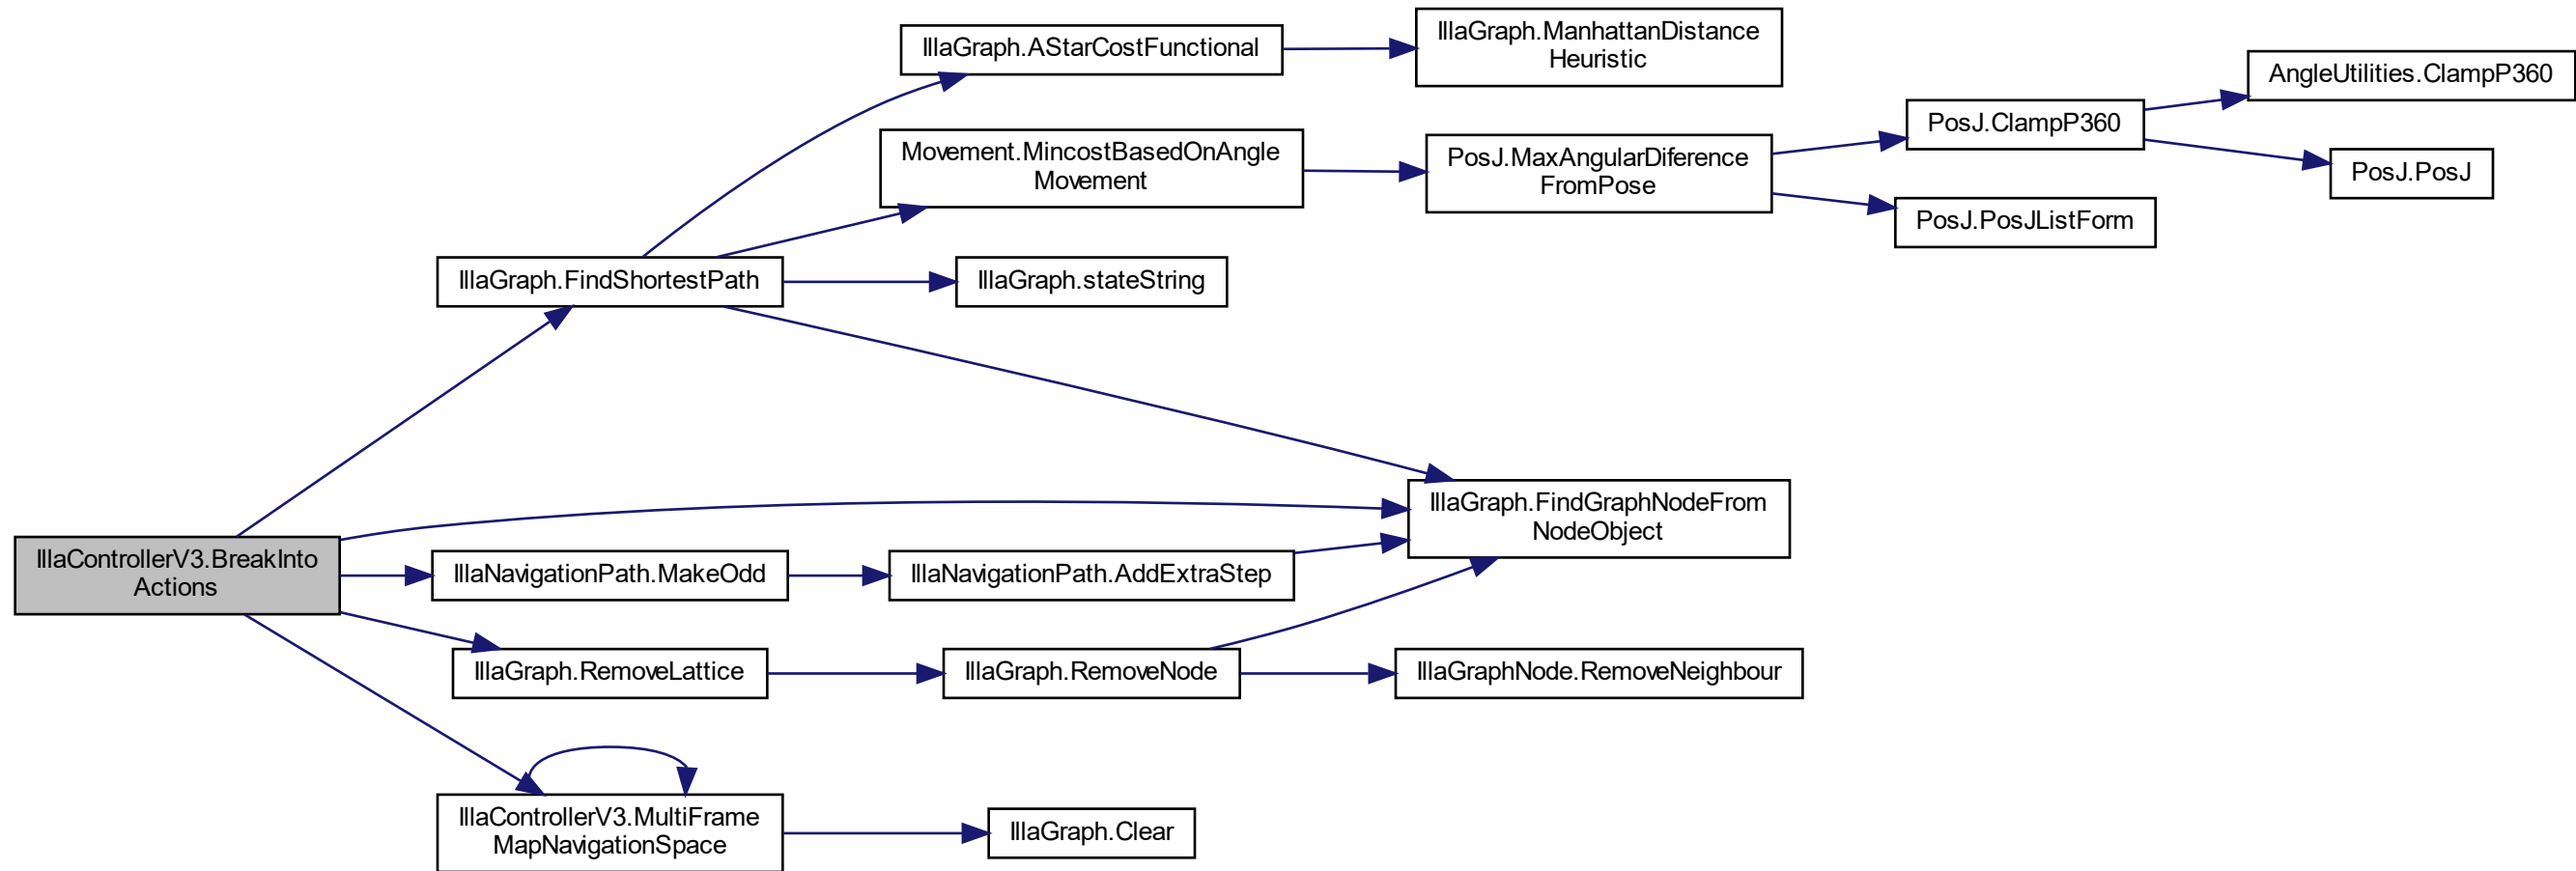 IllaGraph.AStarCostFunctional
IllaGraph.ManhattanDistance
Heuristic
AngleUtilities.ClampP360
PosJ.ClampP360
PosJ.PosJ
Movement.MincostBasedOnAngle
Movement
PosJ.MaxAngularDiference
FromPose
PosJ.PosJListForm
IllaGraph.FindShortestPath
IllaGraph.stateString
IllaGraph.FindGraphNodeFrom
NodeObject
IllaControllerV3.BreakInto
Actions
IllaNavigationPath.MakeOdd
IllaNavigationPath.AddExtraStep
IllaGraph.RemoveLattice
IllaGraph.RemoveNode
IllaGraphNode.RemoveNeighbour
IllaControllerV3.MultiFrame
MapNavigationSpace
IllaGraph.Clear